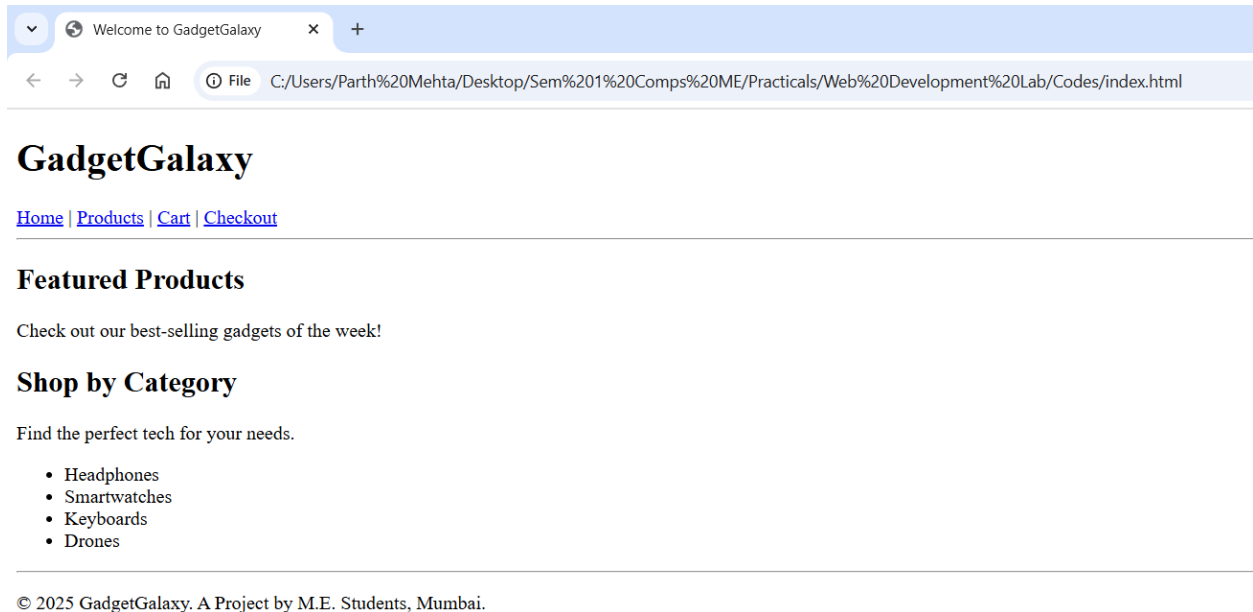 Welcome to GadgetGalaxy
File C:/Users/Parth%20Mehta/Desktop/Sem%201%20Comps%20ME/Practicals/Web%20Development%20Lab/Codes/index.html
GadgetGalaxy
Home | Products | Cart | Checkout
Featured Products
Check out our best-selling gadgets of the week!
Shop by Category
Find the perfect tech for your needs.
• Headphones
• Smartwatches
• Keyboards
• Drones
© 2025 GadgetGalaxy. A Project by M.E. Students, Mumbai.